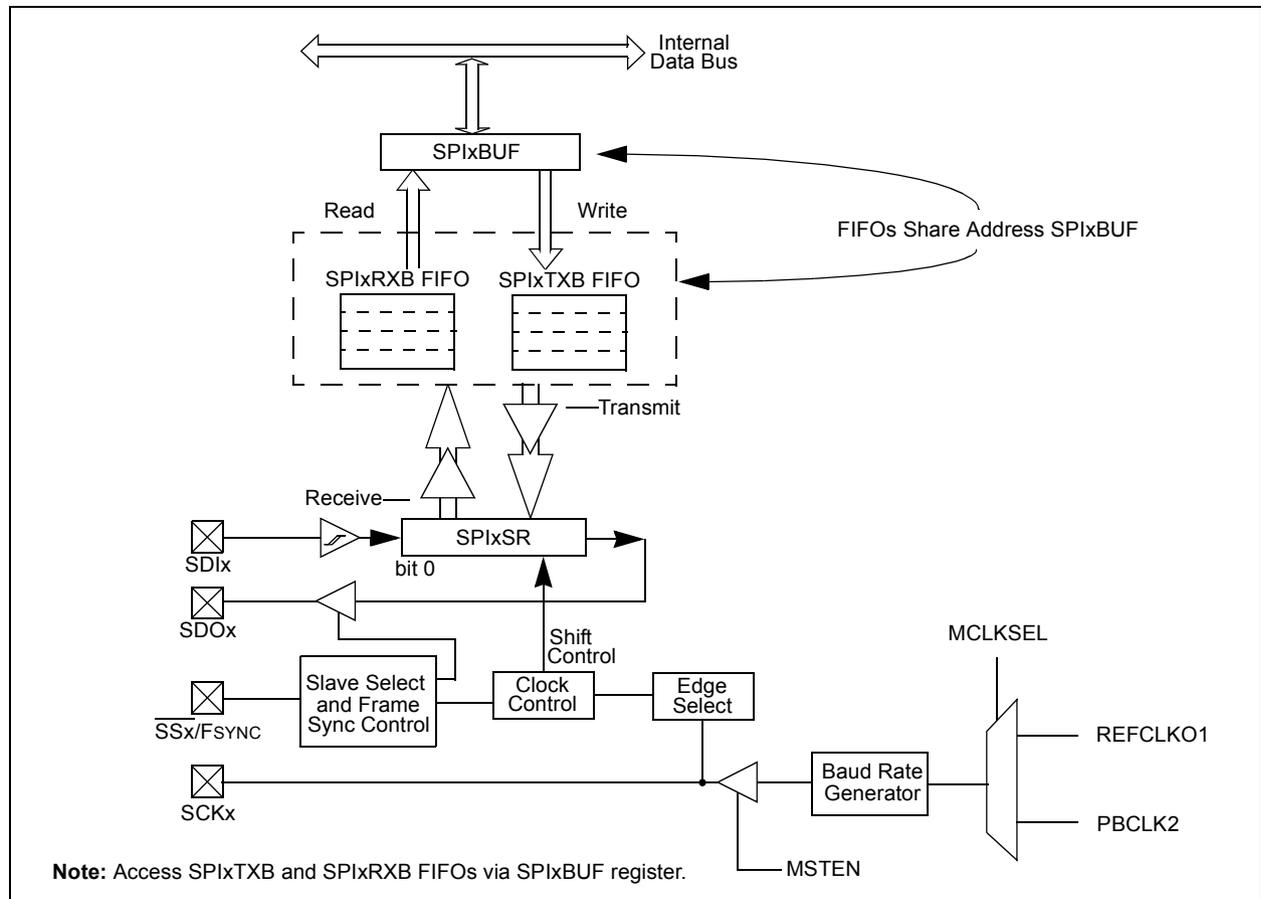 Internal
Data Bus
SPIxBUF
Read
Write
FIFOs Share Address SPIxBUF
SPIxRXB FIFO
SPIxTXB FIFO
Transmit
Receive
SDIx
SPIxSR
bit 0
SDOx
Shift
Control
MCLKSEL
Slave Select
and Frame
Sync Control
Clock
Control
Edge
Select
SSx/FSYNC
REFCLKO1
Baud Rate
Generator
SCKx
PBCLK2
MSTEN
Note: Access SPIxTXB and SPIxRXB FIFOs via SPIxBUF register.